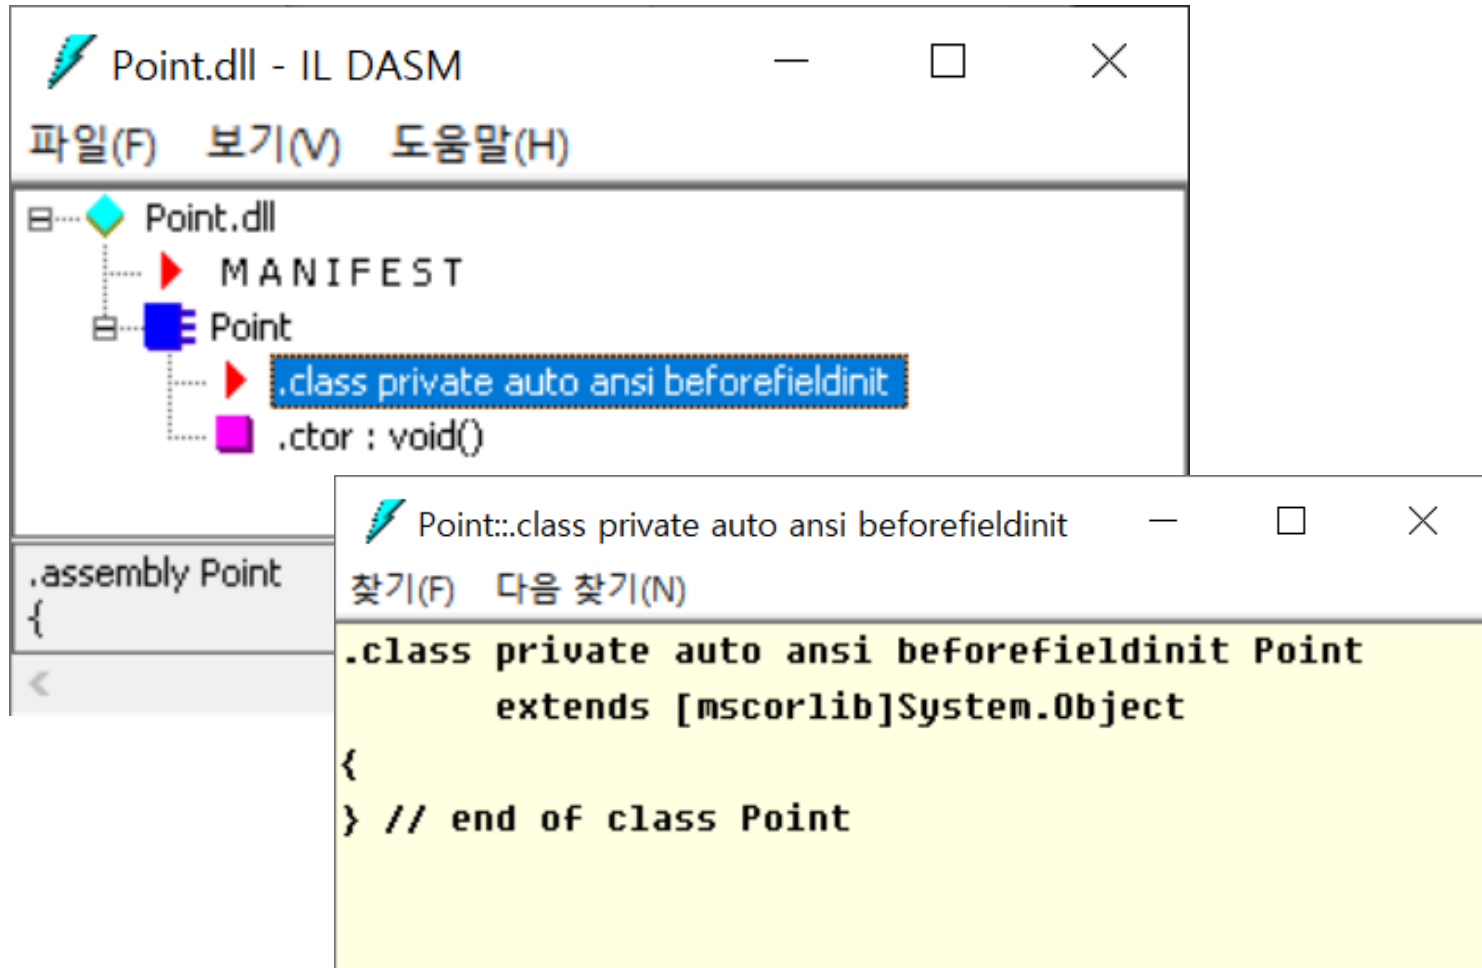 Point.dll - IL DASM
파일(F) 보기(V) 도움말(H)
Point.dll
M A N I F E S T
Point
.class private auto ansi beforefieldinit
.ctor : void()
.assembly Point
{
Point::.class private auto ansi beforefieldinit
찾기(F) 다음 찾기(N)
.class private auto ansi beforefieldinit Point
extends [mscorlib]System.Object
{
} // end of class Point